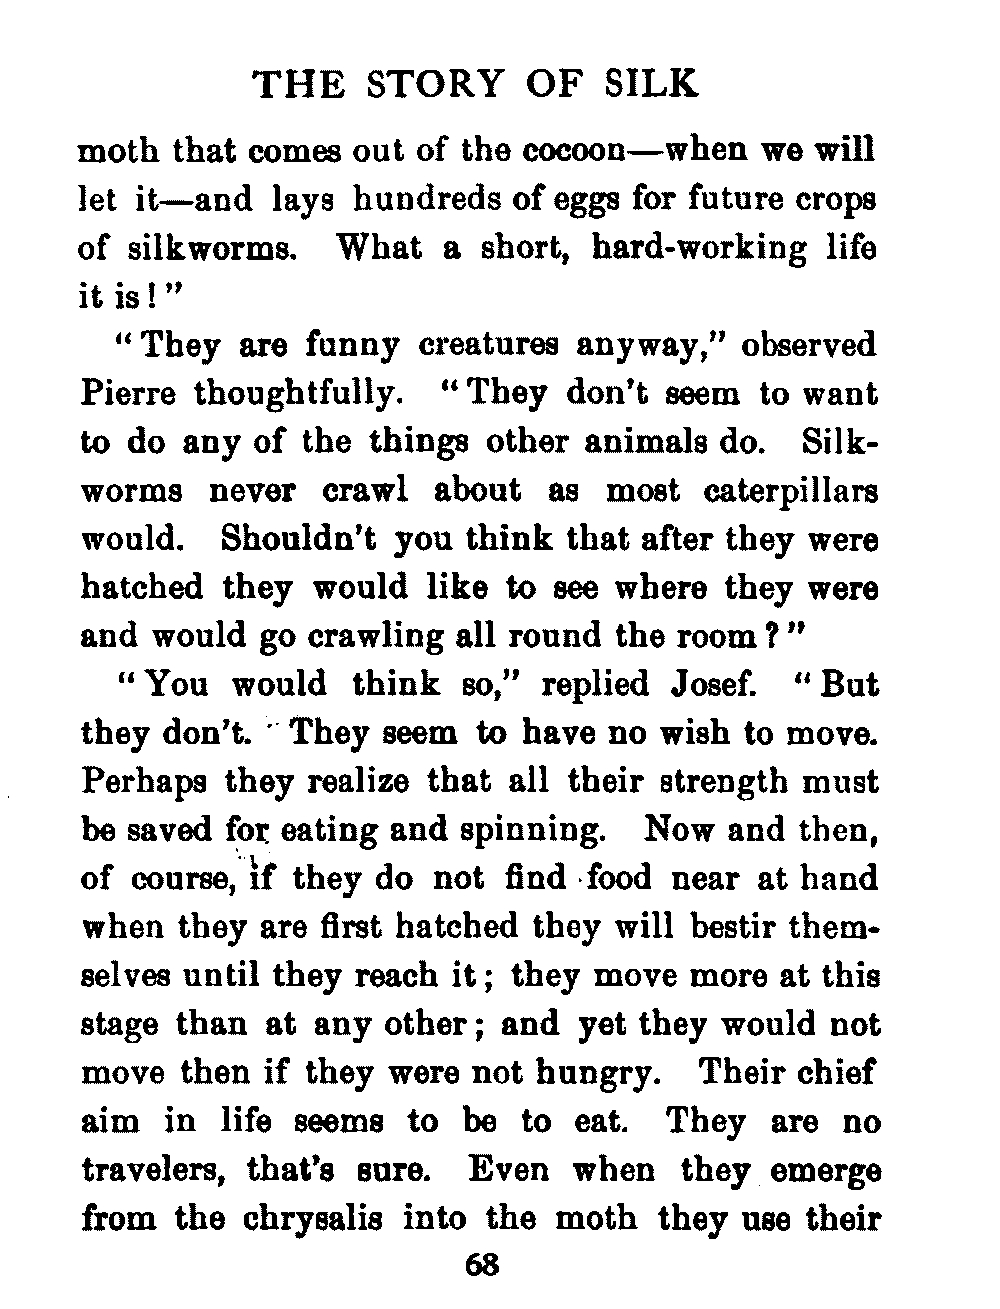 THE STORY OF SILK
moth that comes out of the cocoon—when we will
let it—and lays hundreds of eggs for future crops
of silkworms. What a short, hard-working life
it is!"
"They are funny creatures anyway," observed
Pierre thoughtfully. "They don't seem to want
to do any of the things other animals do. Silk-
worms never crawl about as most caterpillars
would. Shouldn't you think that after they were
hatched they would like to see where they were
and would go crawling all round the room?"
"You would think so," replied Josef. "But
they don't. They seem to have no wish to move.
Perhaps they realize that all their strength must
be saved for eating and spinning. Now and then,
of course, if they do not find food near at hand
when they are first hatched they will bestir them-
selves until they reach it; they move more at this
stage than at any other; and yet they would not
move then if they were not hungry. Their chief
aim in life seems to be to eat. They are no
travelers, that's sure. Even when they emerge
from the chrysalis into the moth they use their
68